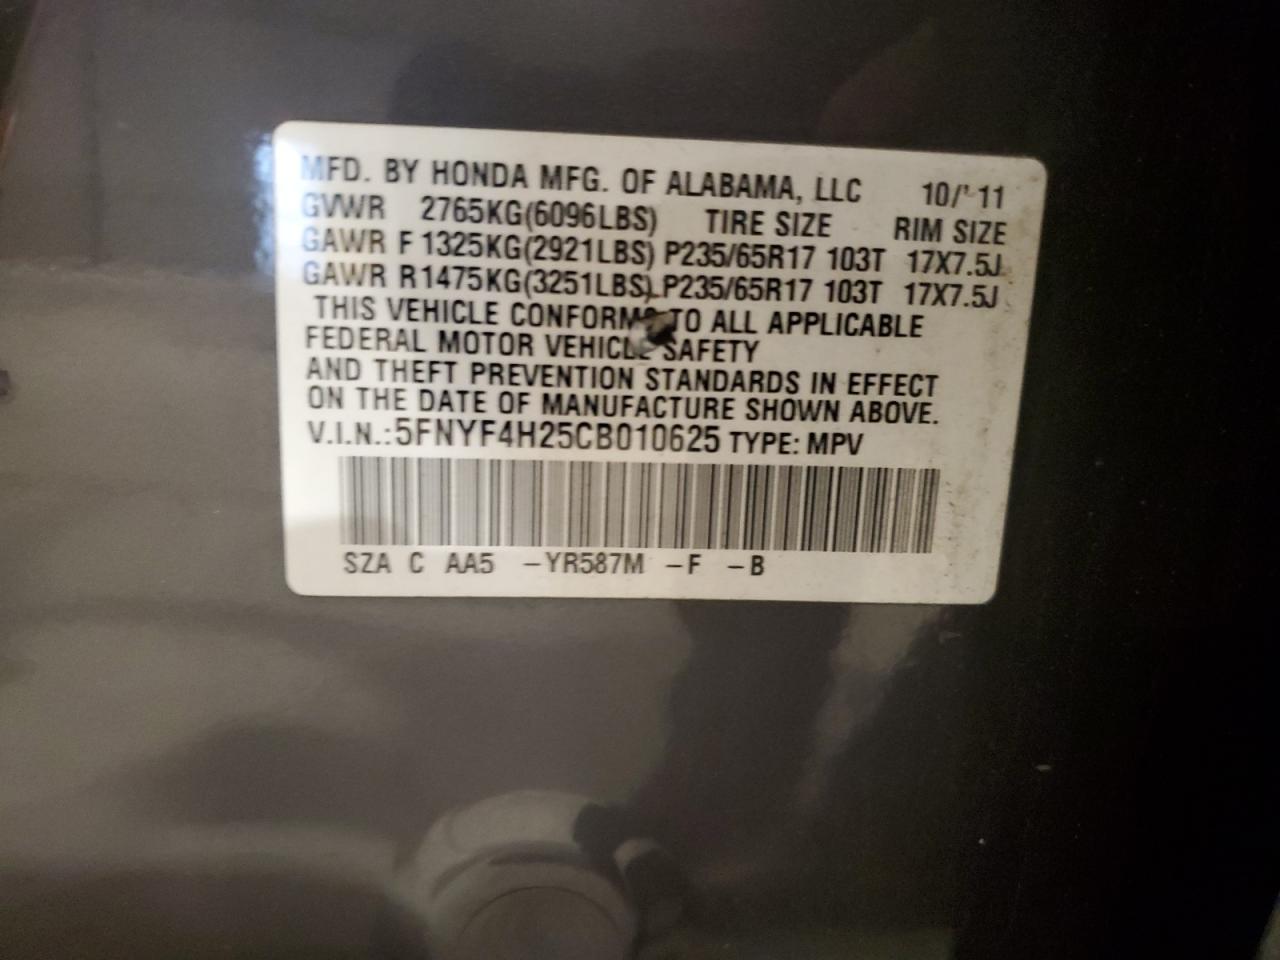 MFD. BY HONDA MFG. OF ALABAMA, LLC 10/11
GVWR 2765KG(6096LBS) TIRE SIZE RIM SIZE
GAWR F 1325KG(2921LBS) P235/65R17 103T 17X7.5J
GAWR R1475KG(3251LBS) P235/65R17 103T 17X7.5J
THIS VEHICLE CONFORMS TO ALL APPLICABLE
FEDERAL MOTOR VEHICLE SAFETY
AND THEFT PREVENTION STANDARDS IN EFFECT
ON THE DATE OF MANUFACTURE SHOWN ABOVE.
V.I.N.:5FNYF4H25CB010625 TYPE: MPV
SZA C AA5 -YR587M -F -B